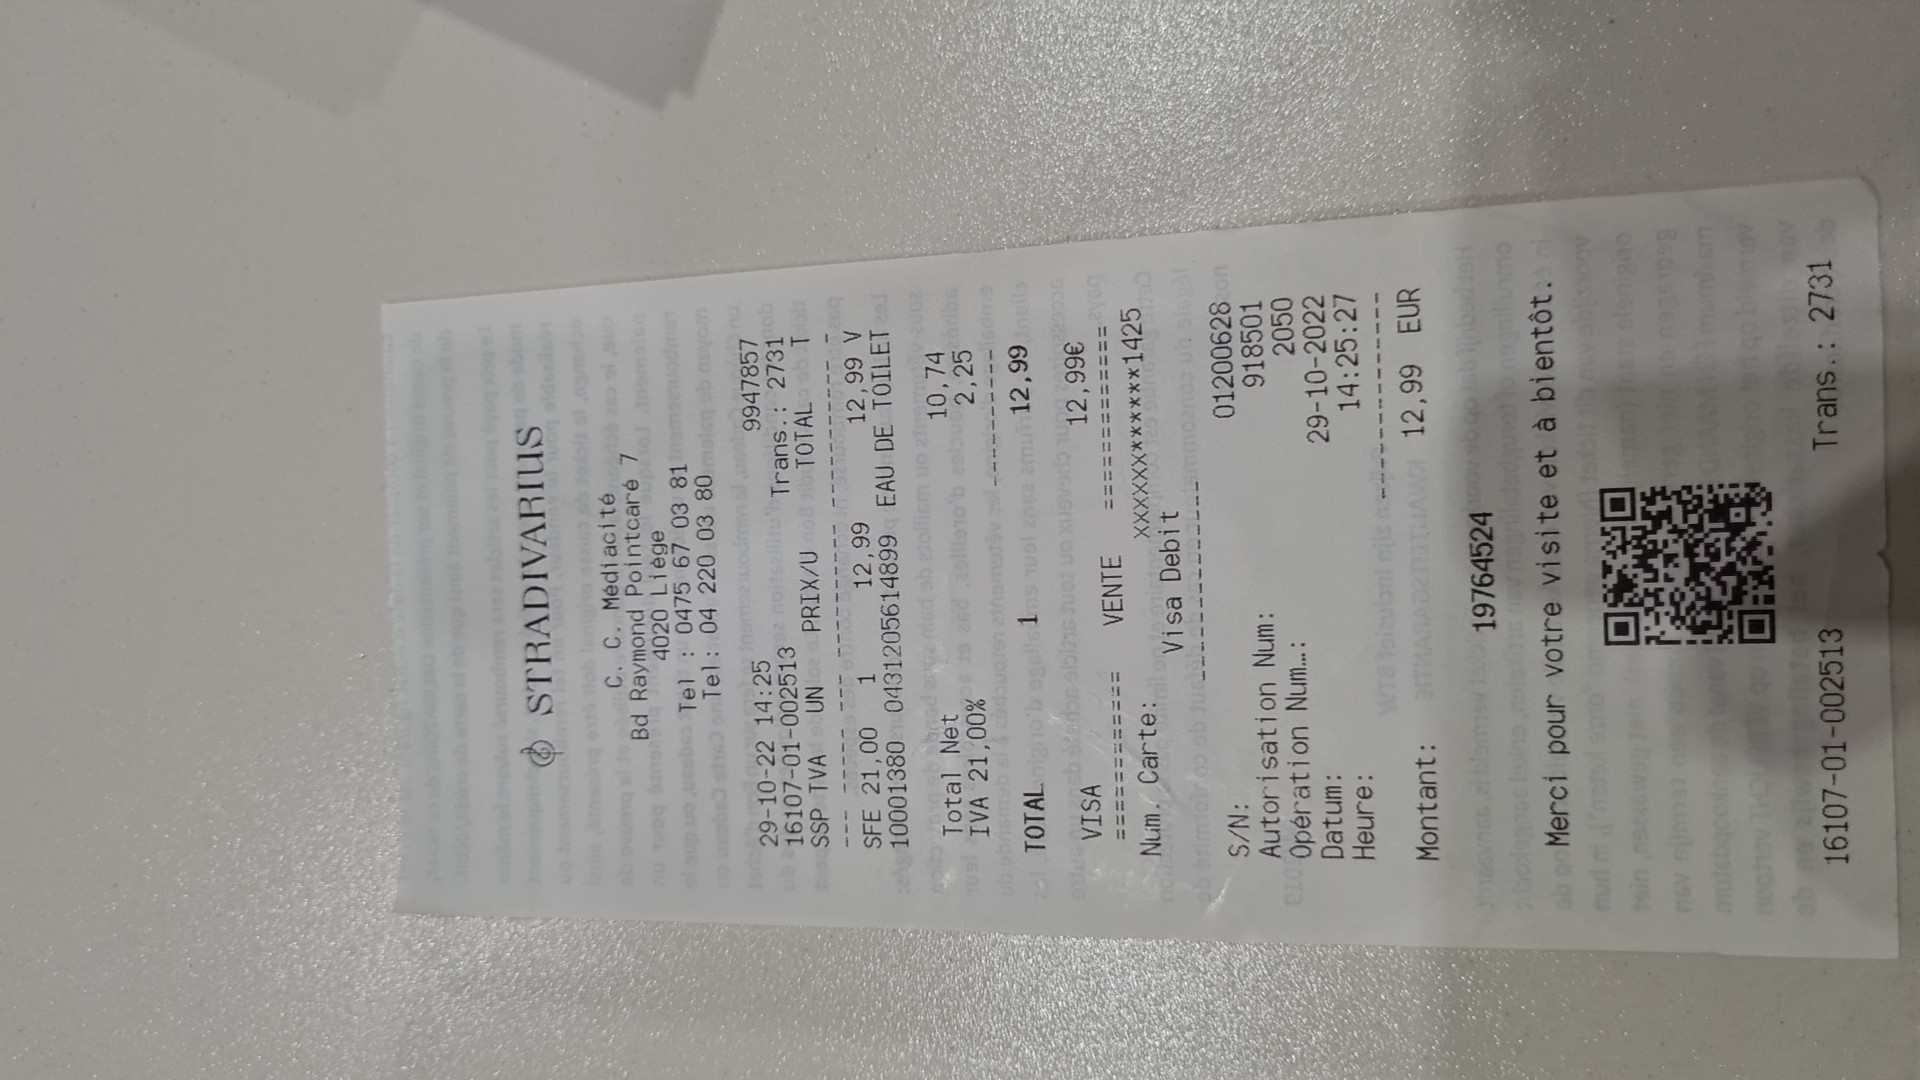 STRADIVARIUS
C. C. Médiacité
Bd Raymond Pointcaré 7
4020 Liège
Tel : 0475 67 03 81
Tel: 04 220 03 80
29-10-22 14:25 9947857
16107-01-002513 Trans.: 2731
SSP TVA UN PRIX/U TOTAL T
SFE 21,00 1 12,99 12,99 V
10001380 04312056148​99 EAU DE TOILET
Total Net 10,74
IVA 21,00% 2,25
TOTAL 1 12,99
VISA 12,99€
=========== VENTE =============
Num. Carte: XXXXXX**********1425
Visa Debit
S/N: 01200628
Autorisation Num: 918501
Opération Num…: 2050
Datum: 29-10-2022
Heure: 14:25:27
Montant: 12,99 EUR
19764524
Merci pour votre visite et à bientôt.
16107-01-002513 Trans.: 2731